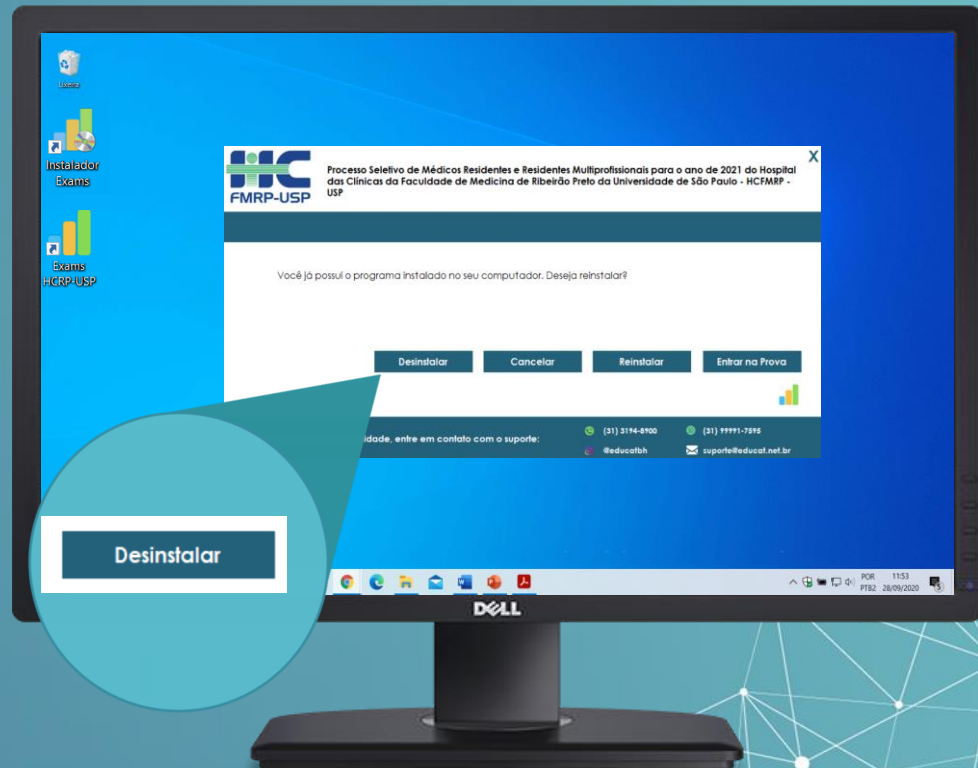 Lixeira
Instalador
Exams
Exams
HCRP-USP
HC
FMRP-USP
Processo Seletivo de Médicos Residentes e Residentes Multiprofissionais para o ano de 2021 do Hospital
das Clínicas da Faculdade de Medicina de Ribeirão Preto da Universidade de São Paulo - HCFMRP -
USP
X
Você já possui o programa instalado no seu computador. Deseja reinstalar?
Desinstalar
Cancelar
Reinstalar
Entrar na Prova
idade, entre em contato com o suporte:
(31) 3194-8900
(31) 99991-7595
@educatbh
suporte@educat.net.br
Desinstalar
POR
PTB2
11:53
28/09/2020
5
DELL